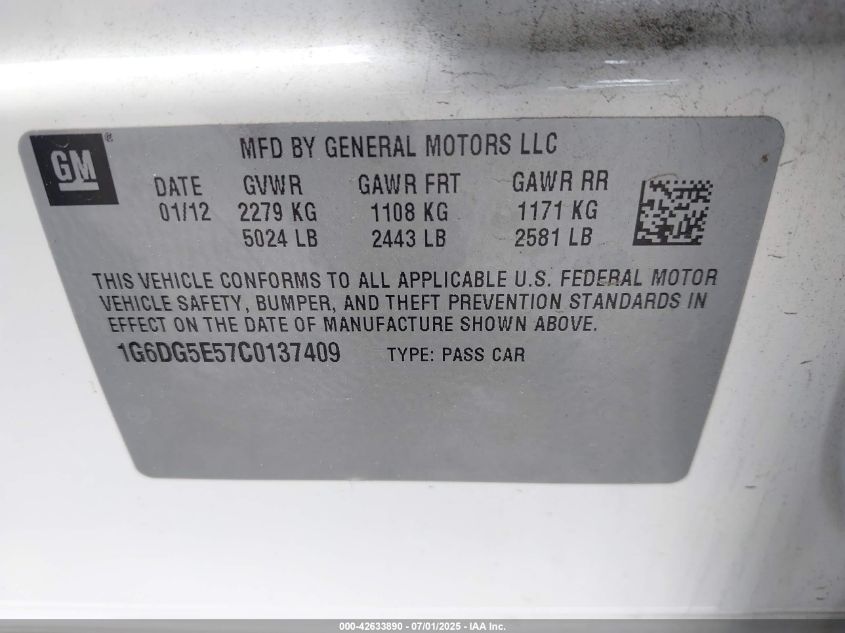 GM®
MFD BY GENERAL MOTORS LLC
DATE GVWR GAWR FRT GAWR RR
01/12 2279 KG 1108 KG 1171 KG
5024 LB 2443 LB 2581 LB
THIS VEHICLE CONFORMS TO ALL APPLICABLE U.S. FEDERAL MOTOR
VEHICLE SAFETY, BUMPER, AND THEFT PREVENTION STANDARDS IN
EFFECT ON THE DATE OF MANUFACTURE SHOWN ABOVE.
1G6DG5E57C0137409 TYPE: PASS CAR
000-42633890 - 07/01/2025 - IAA Inc.